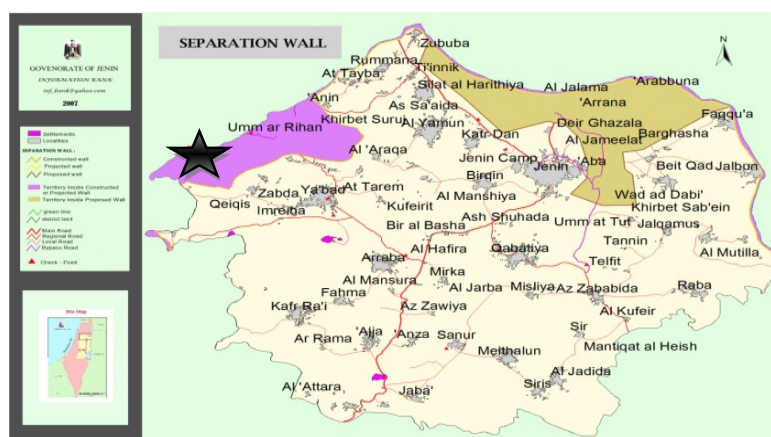 SEPARATION WALL
GOVENORATE OF JENIN
INFORMATION BANK
inf_bank@yahoo.com
2007
Settlements
Localities
SEPARATION WALL :
Constructed wall
Projected wall
Proposed wall
Territory Inside Constructed
or Projected Wall
Territory Inside Proposed Wall
green line
district limit
Main Road
Regional Road
Local Road
Bypass Road
Check - Point
Site Map
N
Zububa
Rummana
Ti'innik
At Tayba
Silat al Harithiya
Al Jalama
'Arabbuna
'Anin
As Sa'aida
'Arrana
Khirbet Suruj
Al Yamun
Deir Ghazala
Faqqu'a
Umm ar Rihan
Kafr Dan
Al Jameelat
Barghasha
Al 'Araqa
Jenin Camp
Jenin
'Aba
Beit Qad
Jalbun
Zabda
Ya'bad
At Tarem
Birqin
Qeiqis
Imreiha
Kufeirit
Al Manshiya
Wad ad Dabi'
Khirbet Sab'ein
Bir al Basha
Ash Shuhada
Umm at Tut
Jalqamus
Al Hafira
Qabatiya
Tannin
Al Mutilla
Arraba
Telfit
Mirka
Al Mansura
Al Jarba
Misliya
Az Zababida
Raba
Fahma
Kafr Ra'i
Az Zawiya
Al Kufeir
Sir
Ar Rama
'Ajja
'Anza
Sanur
Mantiqat al Heish
Meithalun
Al Jadida
Al 'Attara
Jaba'
Siris